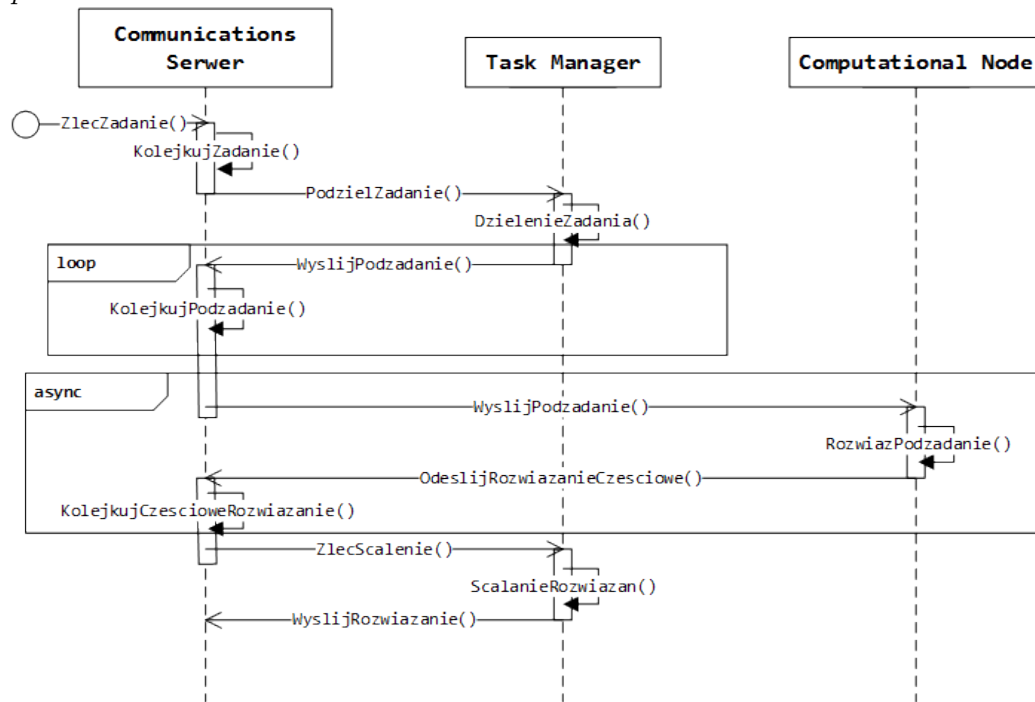 Communications
Serwer
Task Manager
Computational Node
ZlecZadanie()
KolejkujZadanie()
PodzielZadanie()
DzielenieZadania()
loop
WyslijPodzadanie()
KolejkujPodzadanie()
async
WyslijPodzadanie()
RozwiazPodzadanie()
OdeslijRozwiazanieCzesciowe()
KolejkujCzescioweRozwiazanie()
ZlecScalenie()
ScalanieRozwiazan()
WyslijRozwiazanie()